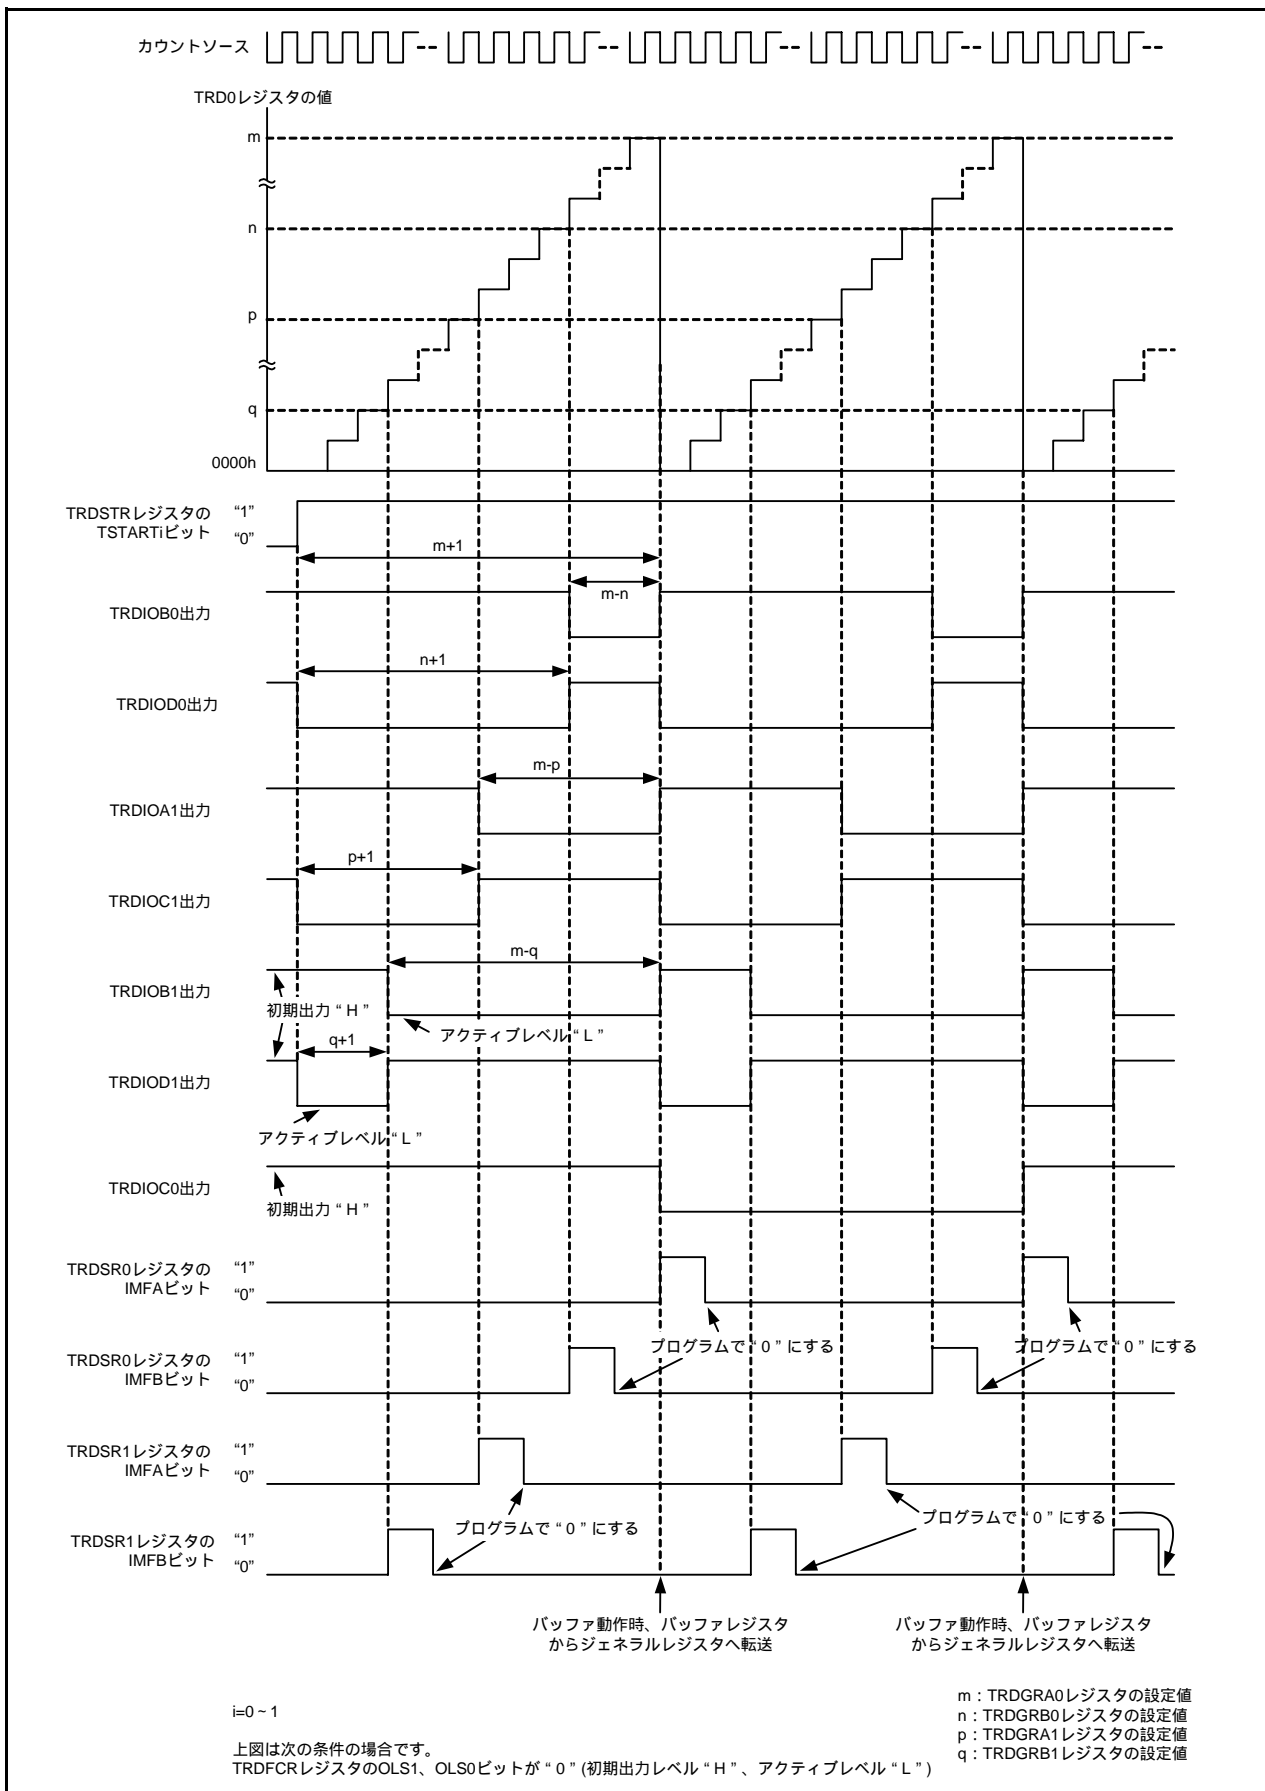 カウントソース
TRD0レジスタの値
m
n
p
q
0000h
TRDSTRレジスタの “1”
TSTARTiビット “0”
m+1
m-n
TRDIOB0出力
n+1
TRDIOD0出力
m-p
TRDIOA1出力
p+1
TRDIOC1出力
m-q
TRDIOB1出力
初期出力 “ H ”
アクティブレベル “ L ”
q+1
TRDIOD1出力
アクティブレベル “ L ”
TRDIOC0出力
初期出力 “ H ”
TRDSR0レジスタの “1”
IMFAビット “0”
プログラムで “ 0 ” にする
プログラムで “ 0 ” にする
TRDSR0レジスタの “1”
IMFBビット “0”
TRDSR1レジスタの “1”
IMFAビット “0”
プログラムで “ 0 ” にする
プログラムで “ 0 ” にする
TRDSR1レジスタの “1”
IMFBビット “0”
バッファ動作時、バッファレジスタ
からジェネラルレジスタへ転送
バッファ動作時、バッファレジスタ
からジェネラルレジスタへ転送
i=0 ~ 1
m : TRDGRA0レジスタの設定値
n : TRDGRB0レジスタの設定値
p : TRDGRA1レジスタの設定値
q : TRDGRB1レジスタの設定値
上図は次の条件の場合です。
TRDFCRレジスタのOLS1、OLS0ビットが “ 0 ” (初期出力レベル “ H ” 、アクティブレベル “ L ” )